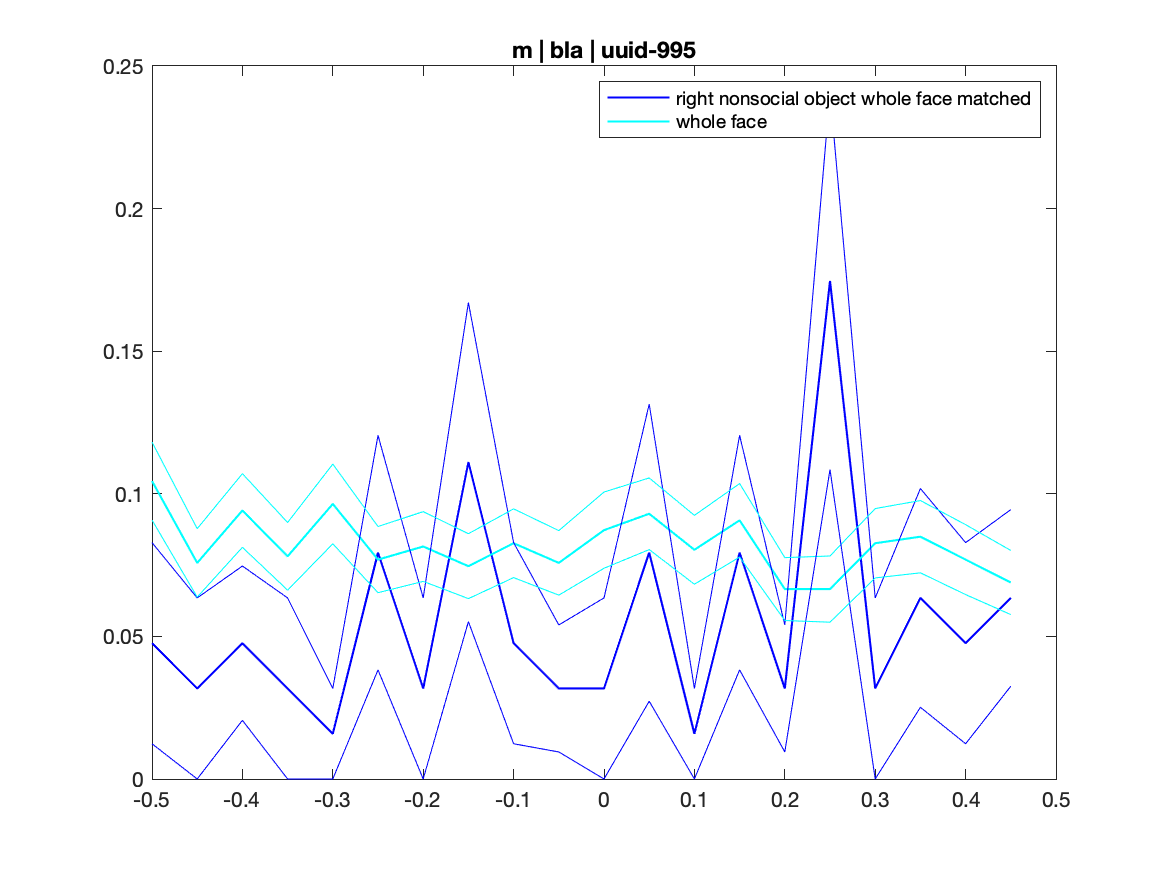 m | bla | uuid-995
0.25
right nonsocial object whole face matched
whole face
0.2
0.15
0.1
0.05
0
-0.5 -0.4 -0.3 -0.2 -0.1 0 0.1 0.2 0.3 0.4 0.5